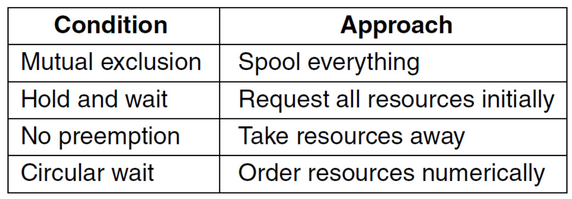 Condition Approach
Mutual exclusion Spool everything
Hold and wait Request all resources initially
No preemption Take resources away
Circular wait Order resources numerically